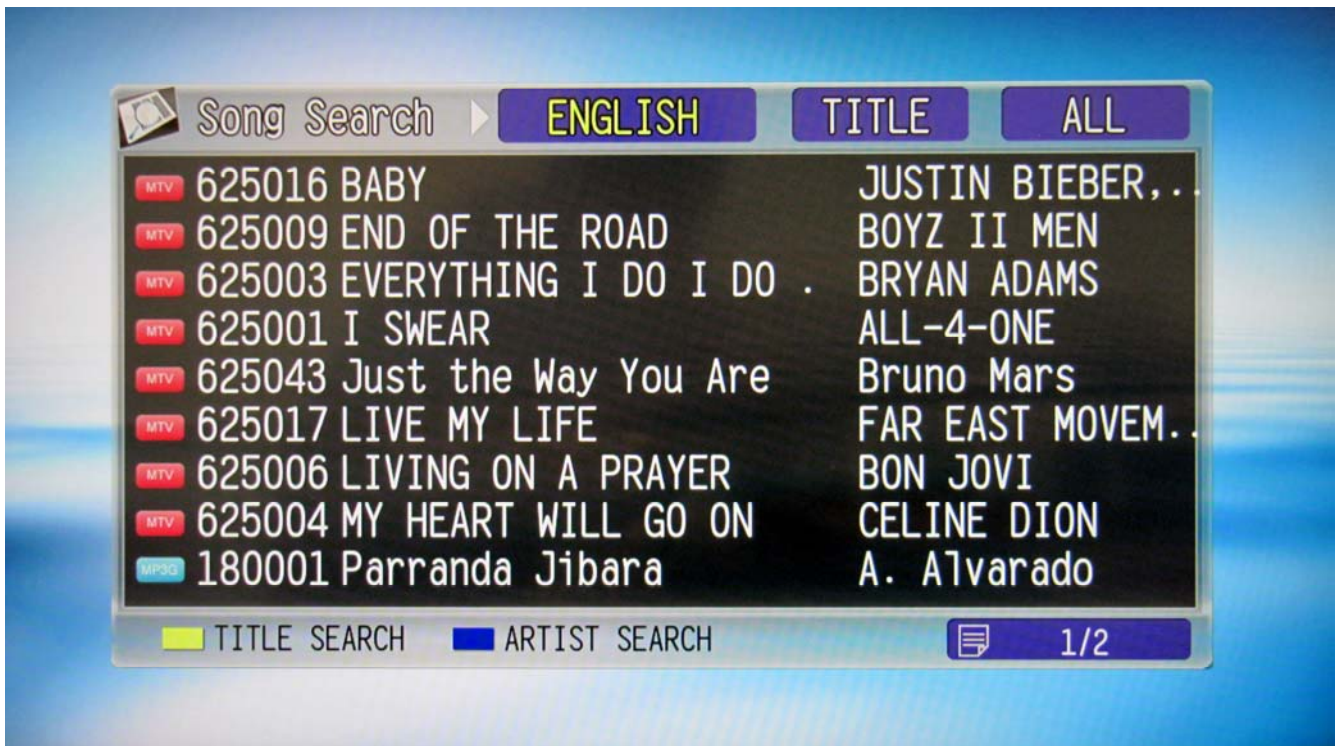 Song Search ENGLISH TITLE ALL
MTV 625016 BABY JUSTIN BIEBER,..
MTV 625009 END OF THE ROAD BOYZ II MEN
MTV 625003 EVERYTHING I DO I DO . BRYAN ADAMS
MTV 625001 I SWEAR ALL-4-ONE
MTV 625043 Just the Way You Are Bruno Mars
MTV 625017 LIVE MY LIFE FAR EAST MOVEM..
MTV 625006 LIVING ON A PRAYER BON JOVI
MTV 625004 MY HEART WILL GO ON CELINE DION
MP3G 180001 Parranda Jibara A. Alvarado
TITLE SEARCH ARTIST SEARCH 1/2